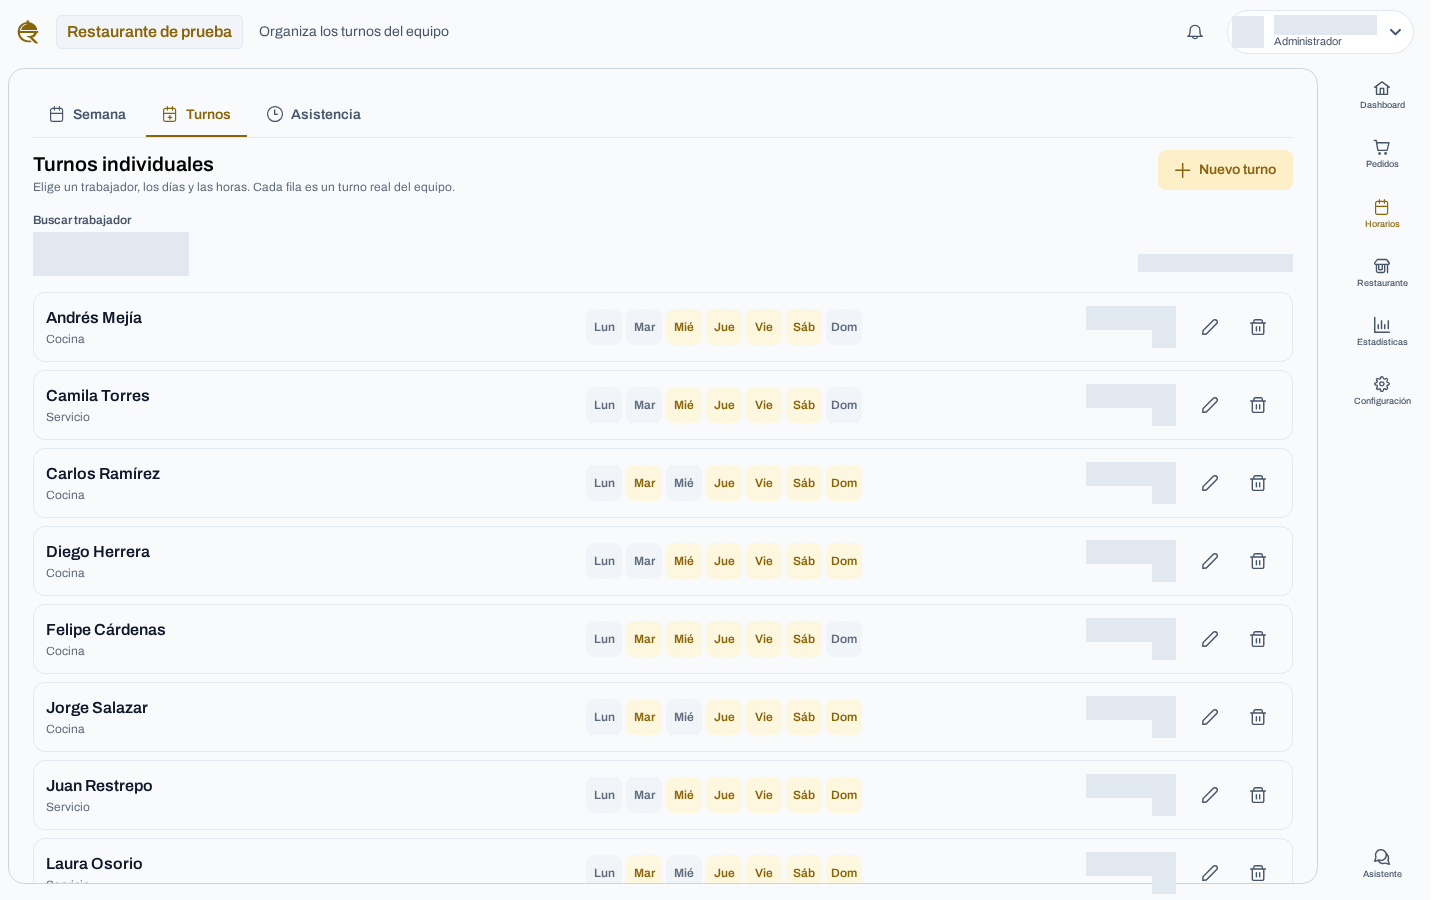 Restaurante de prueba
Organiza los turnos del equipo
Administrador
Semana
Turnos
Asistencia
Turnos individuales
Elige un trabajador, los días y las horas. Cada fila es un turno real del equipo.
Nuevo turno
Buscar trabajador
Andrés Mejía
Cocina
Lun Mar Mié Jue Vie Sáb Dom
Camila Torres
Servicio
Lun Mar Mié Jue Vie Sáb Dom
Carlos Ramírez
Cocina
Lun Mar Mié Jue Vie Sáb Dom
Diego Herrera
Cocina
Lun Mar Mié Jue Vie Sáb Dom
Felipe Cárdenas
Cocina
Lun Mar Mié Jue Vie Sáb Dom
Jorge Salazar
Cocina
Lun Mar Mié Jue Vie Sáb Dom
Juan Restrepo
Servicio
Lun Mar Mié Jue Vie Sáb Dom
Laura Osorio
Lun Mar Mié Jue Vie Sáb Dom
Dashboard
Pedidos
Horarios
Restaurante
Estadísticas
Configuración
Asistente